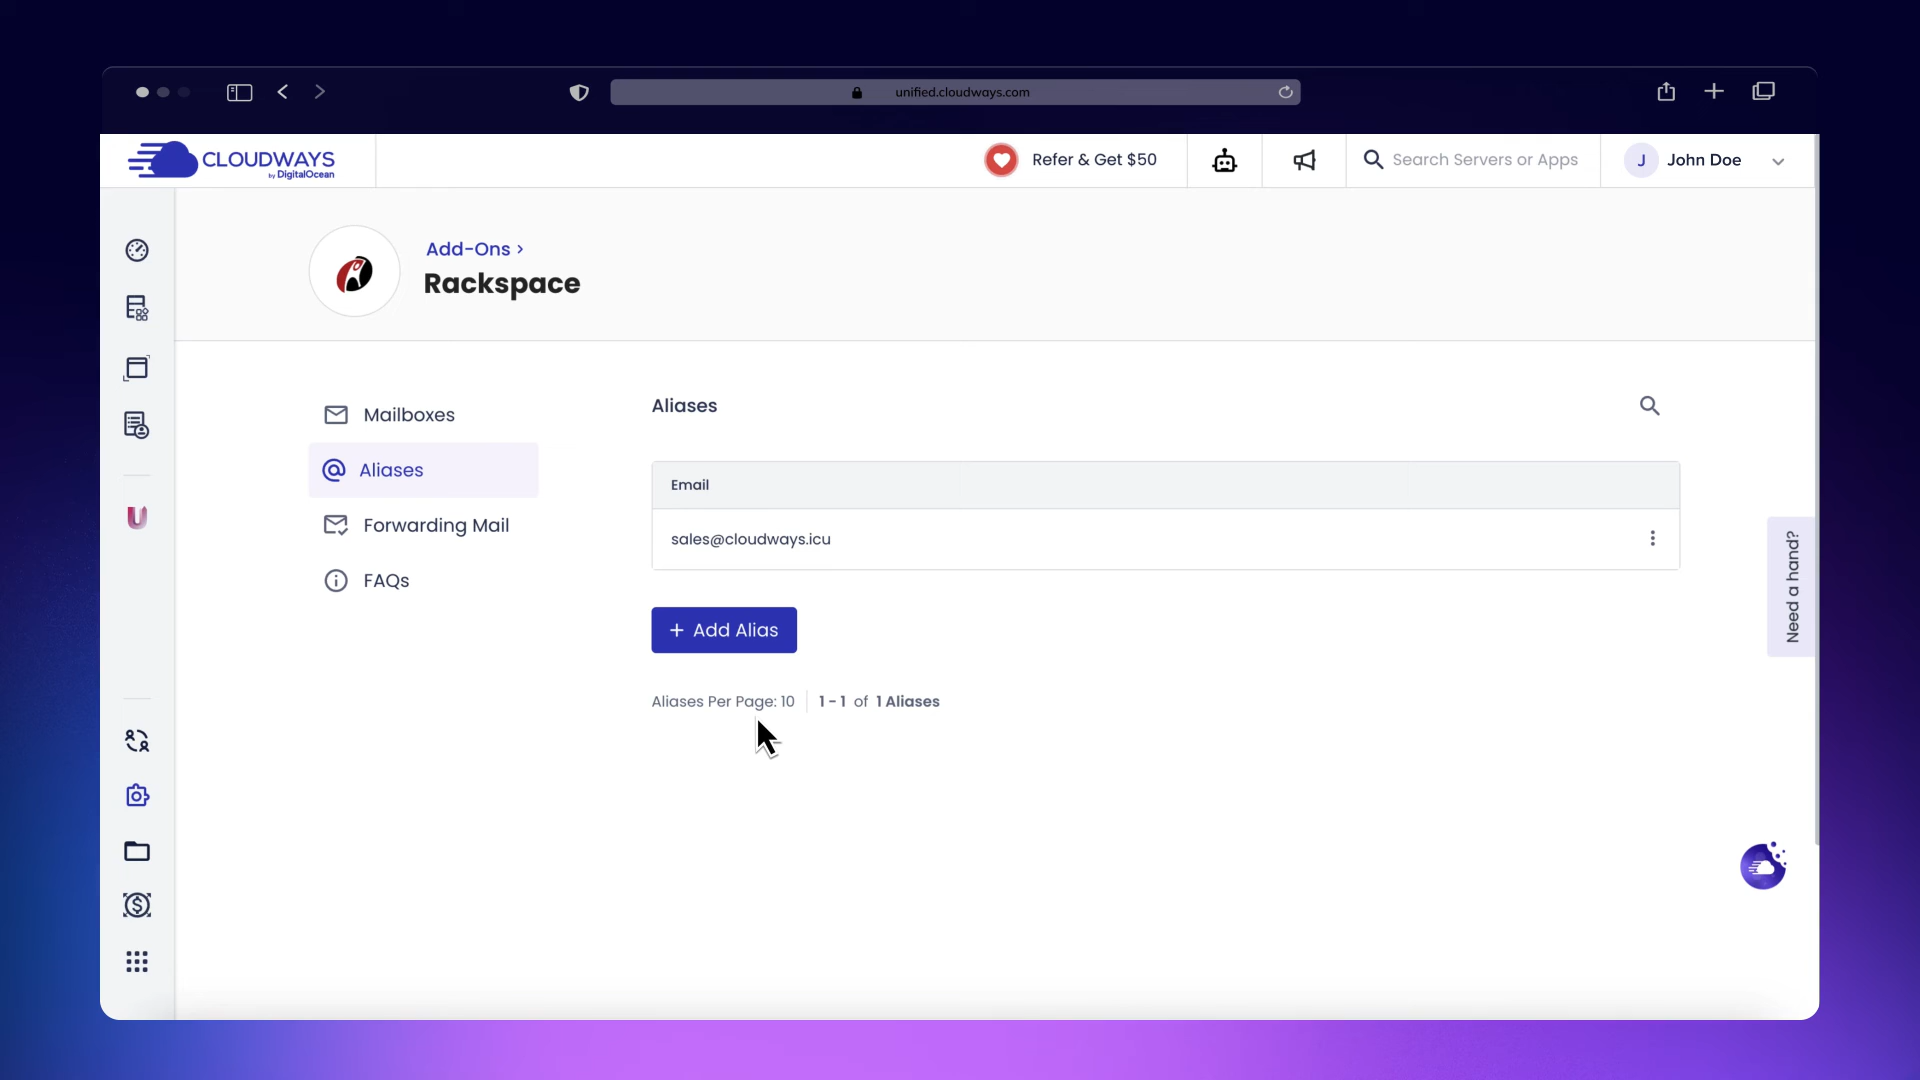 unified.cloudways.com
CLOUDWAYS
by DigitalOcean
Refer & Get $50
Search Servers or Apps
J
John Doe
Add-Ons ›
Rackspace
Mailboxes
Aliases
Forwarding Mail
FAQs
Aliases
Email
sales@cloudways.icu
+ Add Alias
Aliases Per Page: 10
1 - 1 of 1 Aliases
Need a hand?